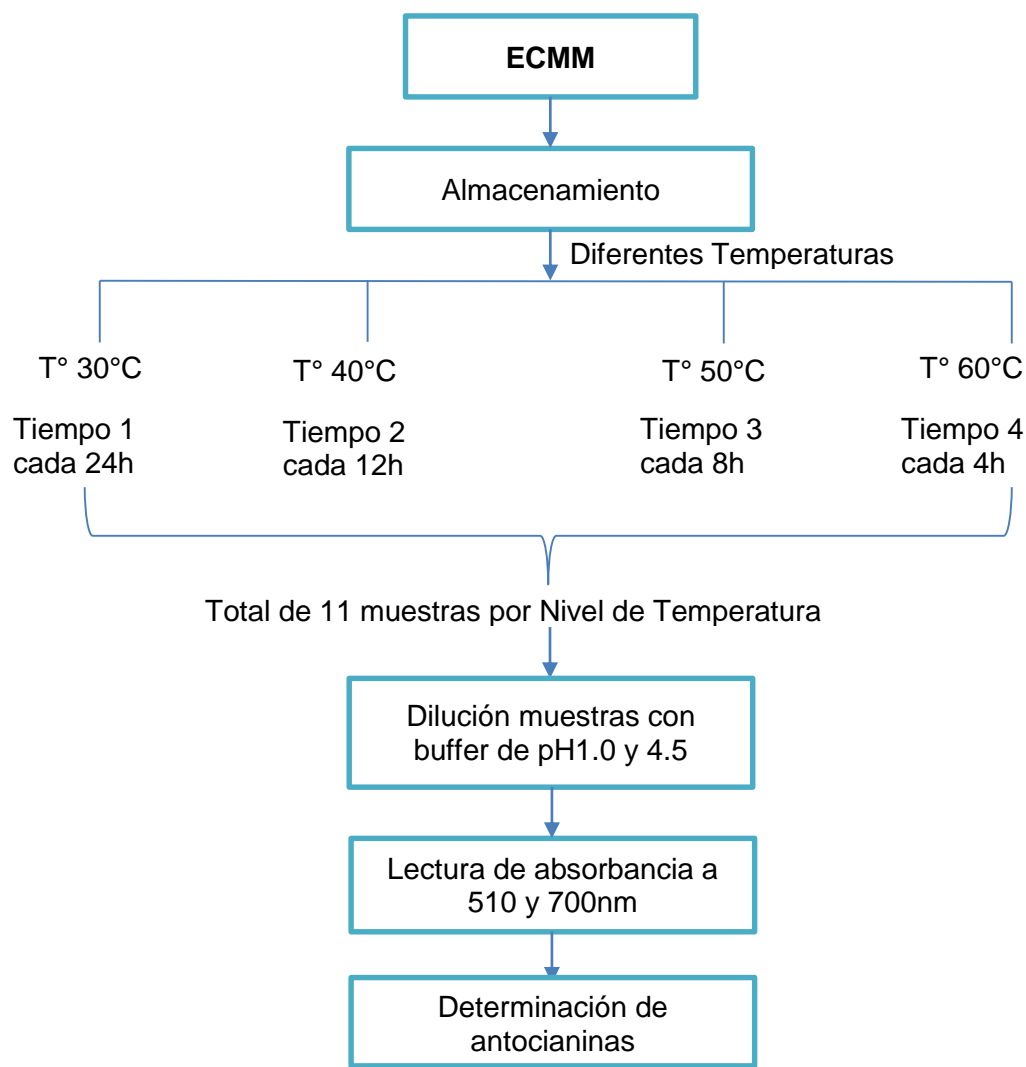 ECMM
Almacenamiento
Diferentes Temperaturas
T° 30°C
T° 40°C
T° 50°C
T° 60°C
Tiempo 1
cada 24h
Tiempo 2
cada 12h
Tiempo 3
cada 8h
Tiempo 4
cada 4h
Total de 11 muestras por Nivel de Temperatura
Dilución muestras con
buffer de pH1.0 y 4.5
Lectura de absorbancia a
510 y 700nm
Determinación de
antocianinas